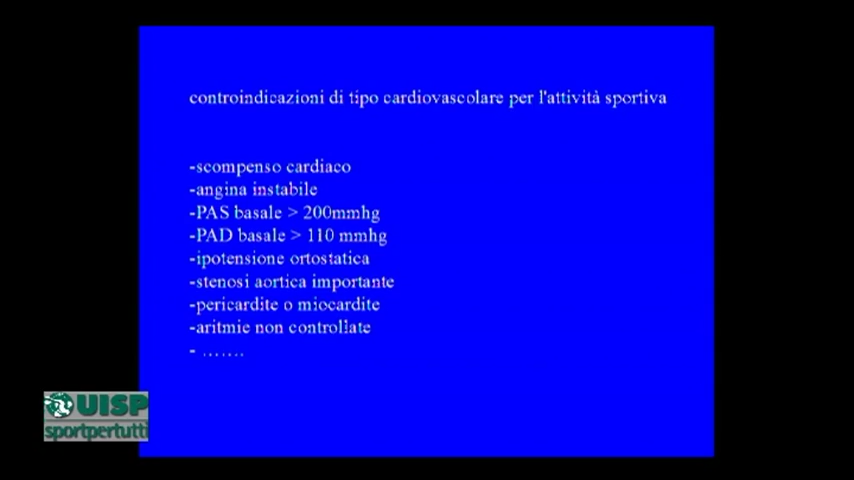 controindicazioni di tipo cardiovascolare per l'attività sportiva
-scompenso cardiaco
-angina instabile
-PAS basale > 200mmhg
-PAD basale > 110 mmhg
-ipotensione ortostatica
-stenosi aortica importante
-pericardite o miocardite
-aritmie non controllate
- .......
UISP
sportpertutti